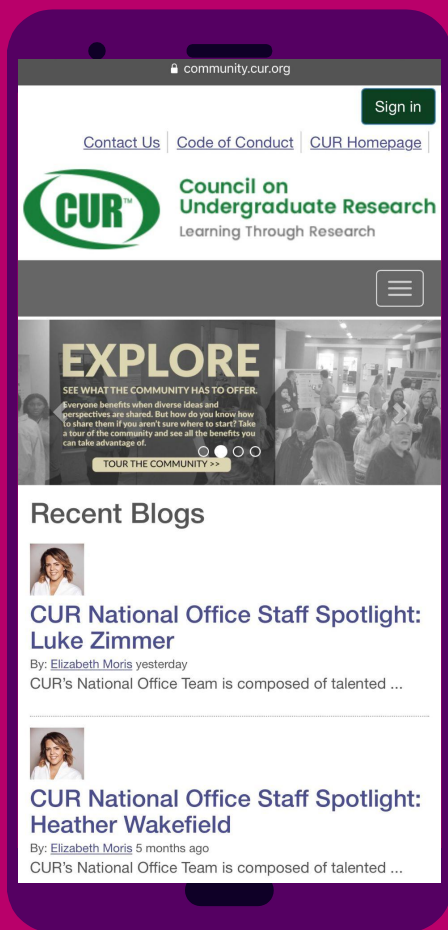 community.cur.org
Sign in
Contact Us | Code of Conduct | CUR Homepage
CUR™
Council on
Undergraduate Research
Learning Through Research
EXPLORE
SEE WHAT THE COMMUNITY HAS TO OFFER.
Everyone benefits when diverse ideas and
perspectives are shared. But how do you know how
to share them if you aren't sure where to start? Take
a tour of the community and see all the benefits you
can take advantage of.
TOUR THE COMMUNITY >>
Recent Blogs
CUR National Office Staff Spotlight:
Luke Zimmer
By: Elizabeth Moris yesterday
CUR's National Office Team is composed of talented ...
CUR National Office Staff Spotlight:
Heather Wakefield
By: Elizabeth Moris 5 months ago
CUR's National Office Team is composed of talented ...